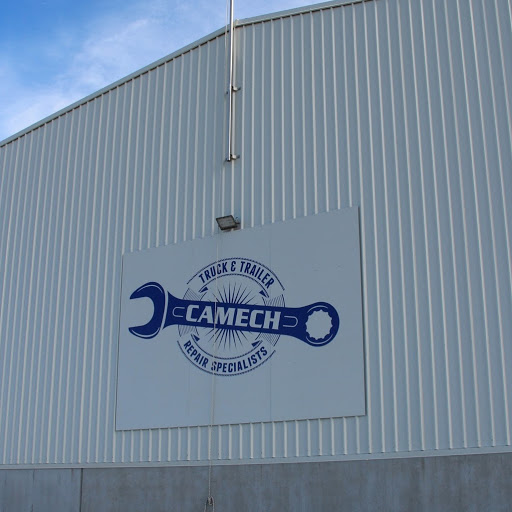 TRUCK & TRAILER
CAMECH
REPAIR SPECIALISTS